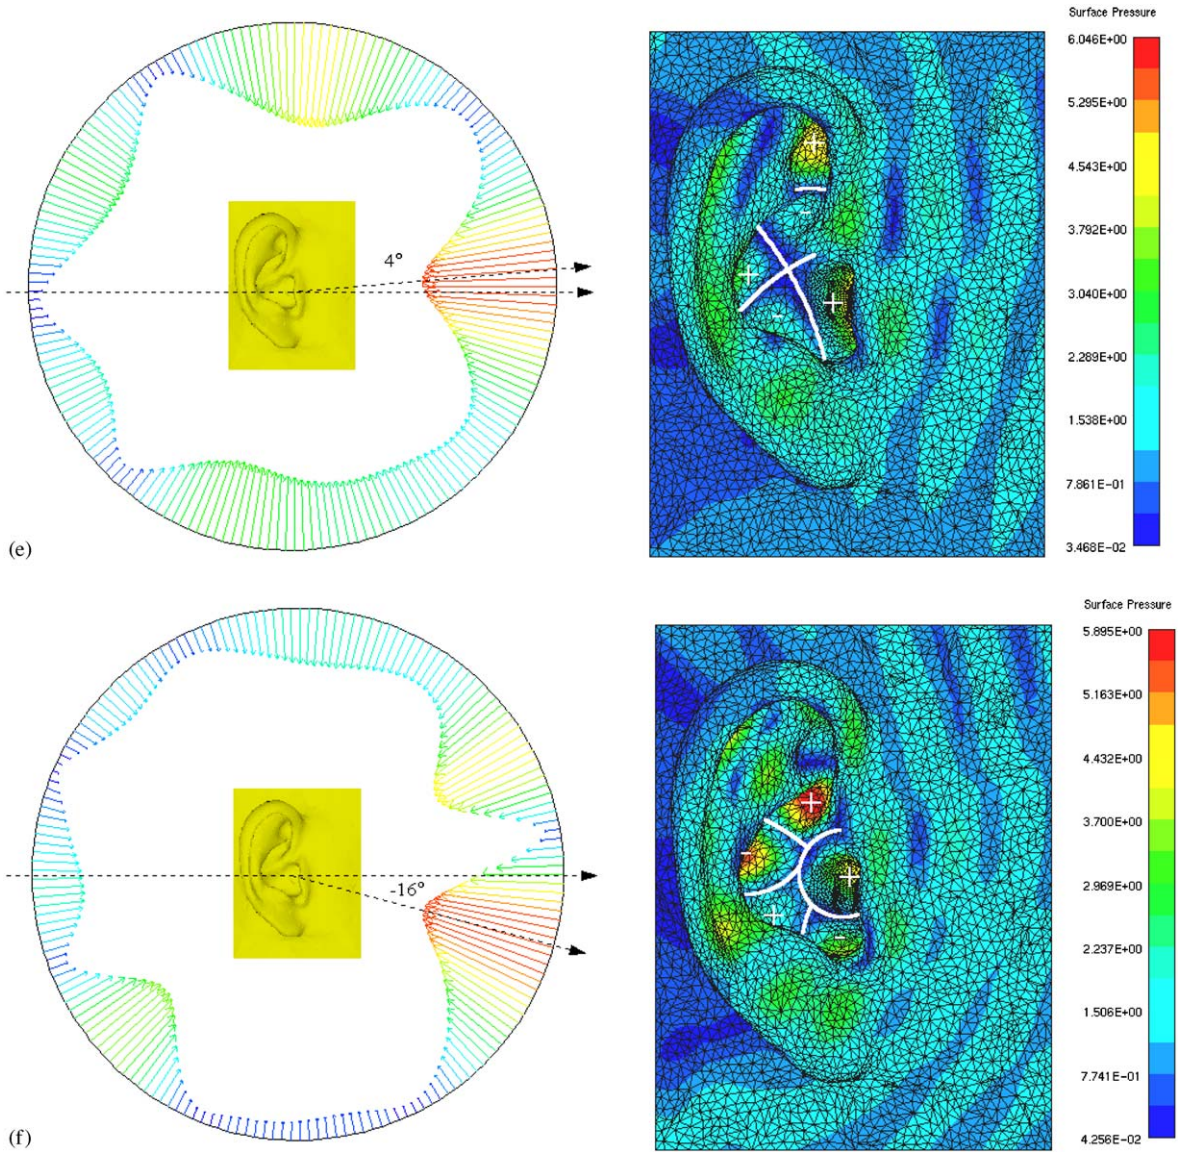 Surface Pressure
6.046E+00
5.295E+00
4.543E+00
3.792E+00
3.040E+00
2.289E+00
1.538E+00
7.861E-01
3.468E-02
4°
+
-
+
+
-
(e)
Surface Pressure
5.895E+00
5.163E+00
4.432E+00
3.700E+00
2.969E+00
2.237E+00
1.506E+00
7.741E-01
4.256E-02
-16°
+
-
+
+
-
(f)